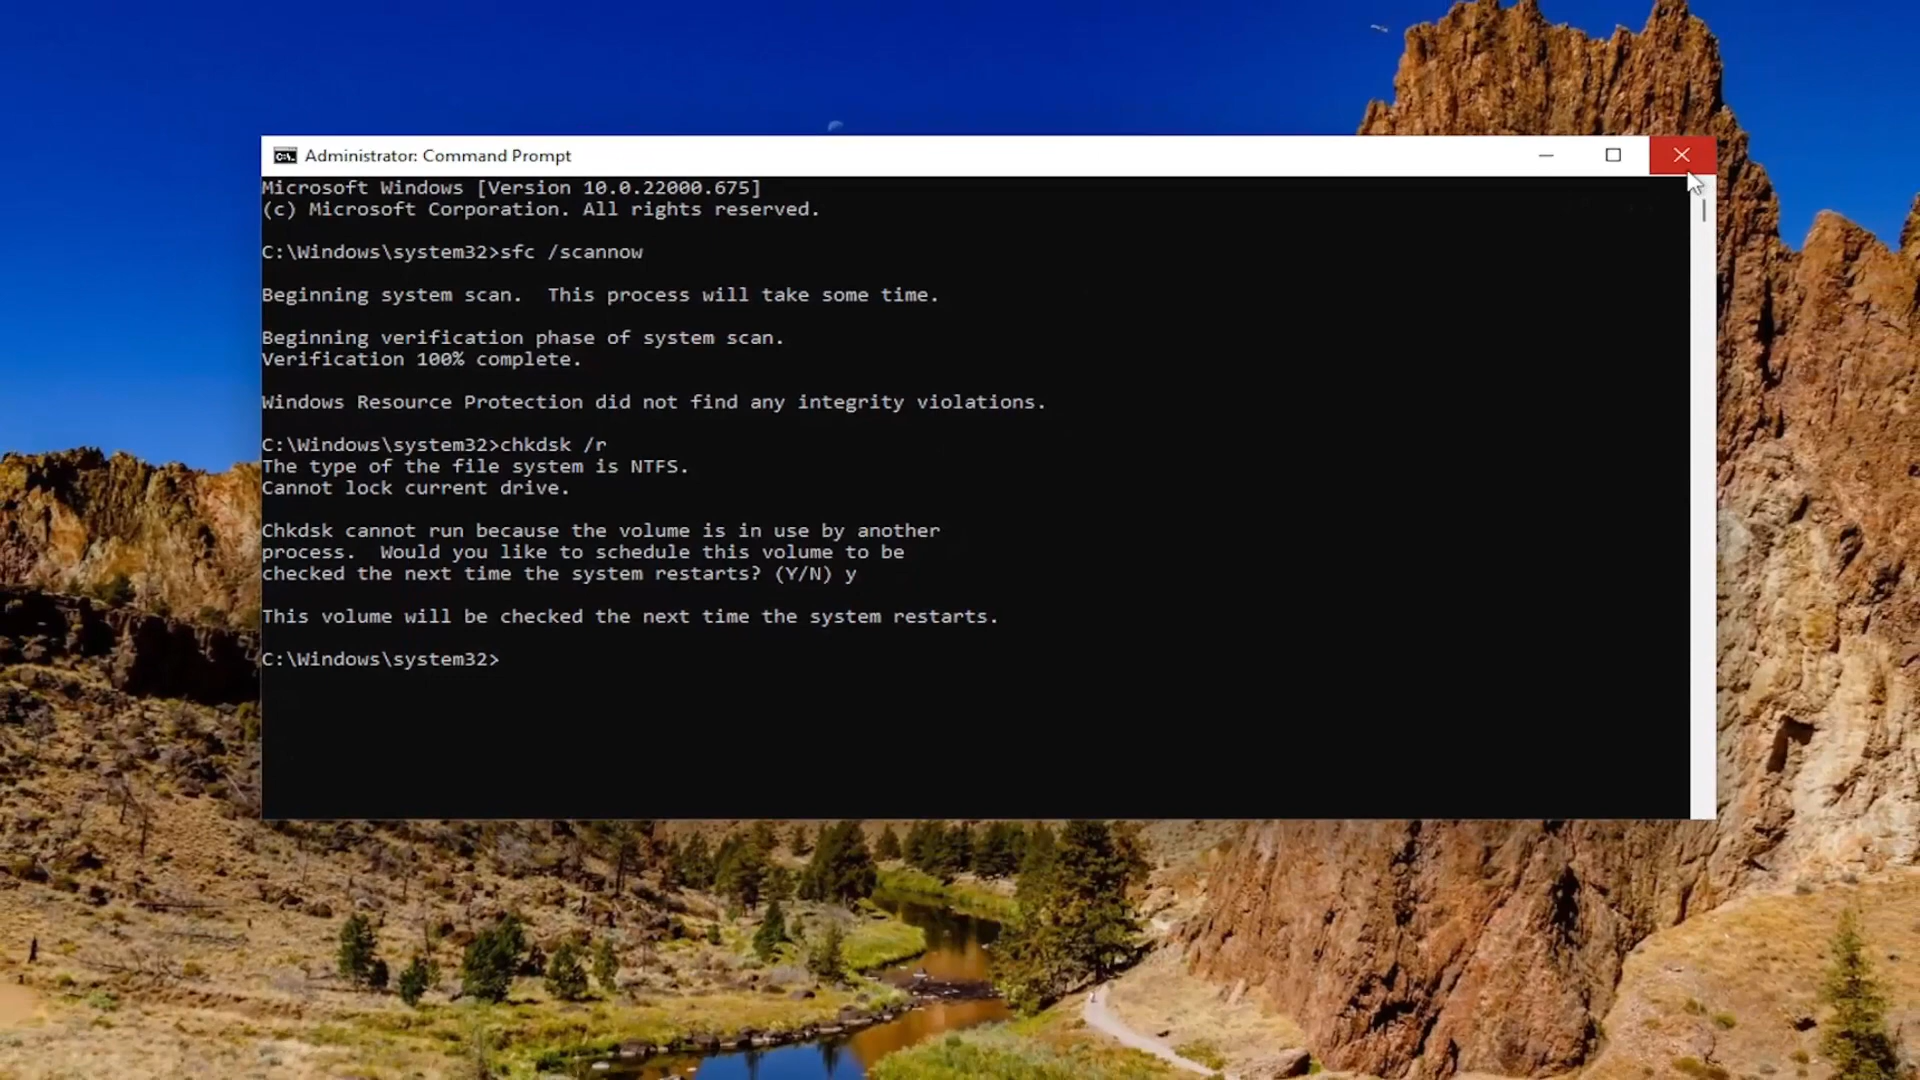 Administrator: Command Prompt
Microsoft Windows [Version 10.0.22000.675]
(c) Microsoft Corporation. All rights reserved.
C:\Windows\system32>sfc /scannow
Beginning system scan.  This process will take some time.
Beginning verification phase of system scan.
Verification 100% complete.
Windows Resource Protection did not find any integrity violations.
C:\Windows\system32>chkdsk /r
The type of the file system is NTFS.
Cannot lock current drive.
Chkdsk cannot run because the volume is in use by another
process.  Would you like to schedule this volume to be
checked the next time the system restarts? (Y/N) y
This volume will be checked the next time the system restarts.
C:\Windows\system32>